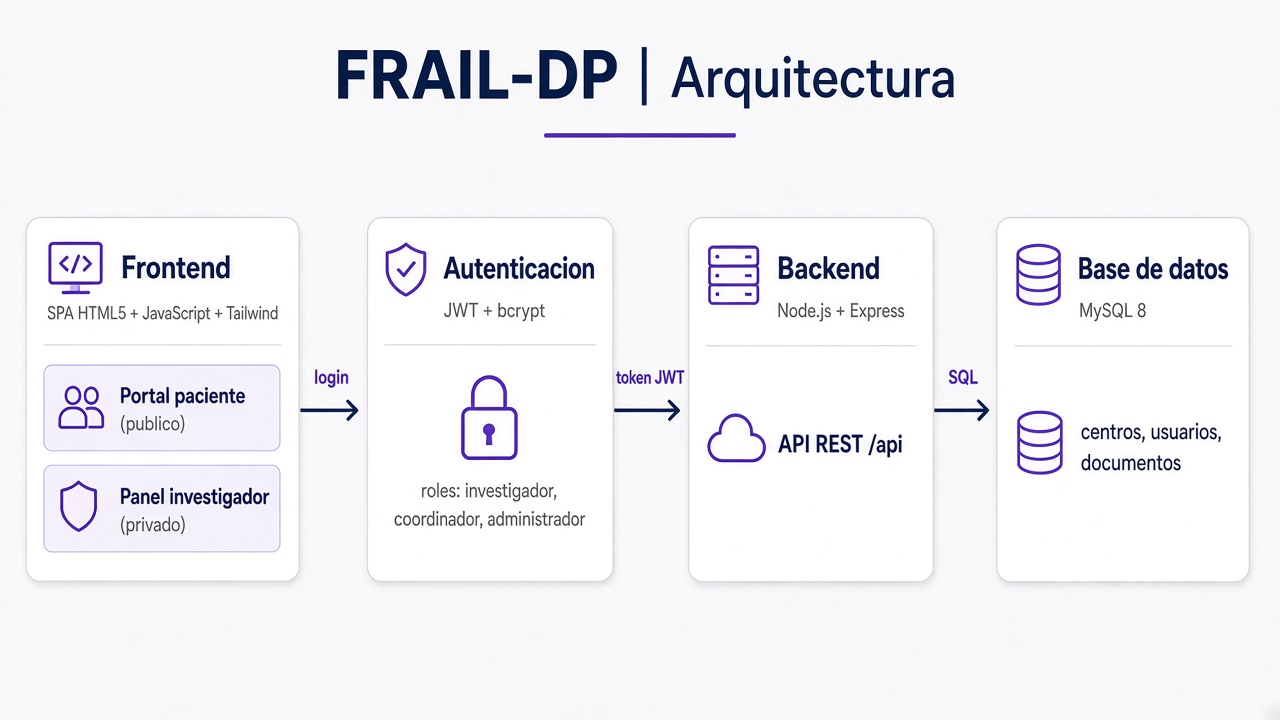 FRAIL-DP | Arquitectura
Frontend
SPA HTML5 + JavaScript + Tailwind
Portal paciente
(publico)
Panel investigador
(privado)
login
Autenticacion
JWT + bcrypt
roles: investigador,
coordinador, administrador
token JWT
Backend
Node.js + Express
API REST /api
SQL
Base de datos
MySQL 8
centros, usuarios,
documentos